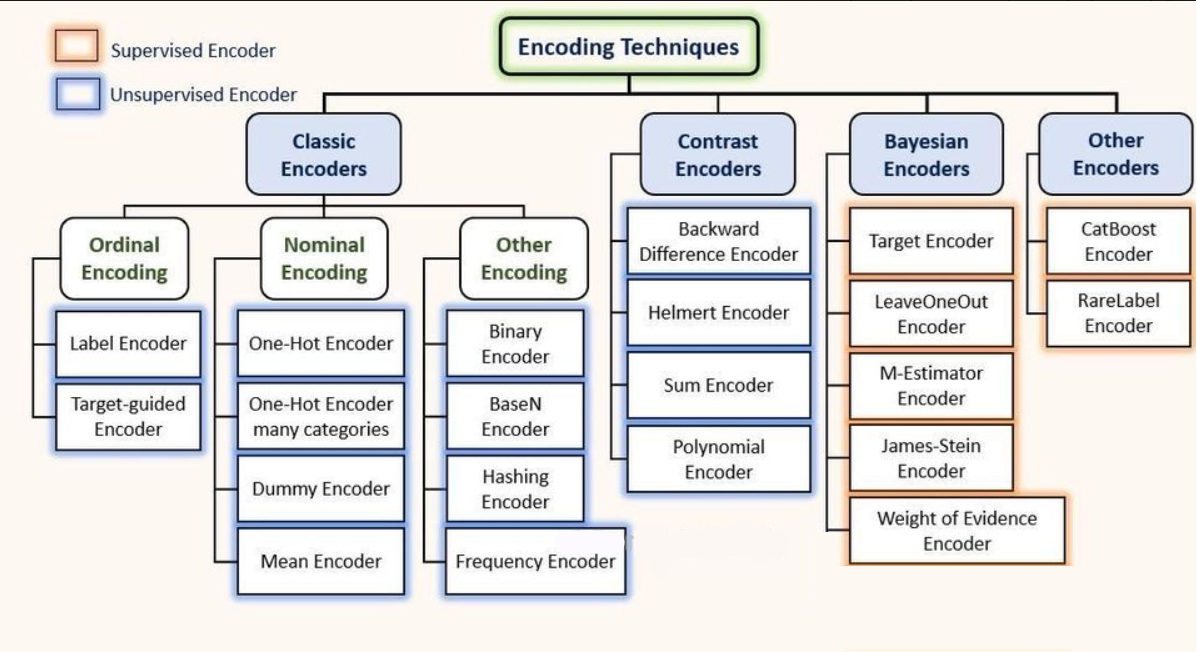 Supervised Encoder
Unsupervised Encoder
Encoding Techniques
Classic
Encoders
Contrast
Encoders
Bayesian
Encoders
Other
Encoders
Ordinal
Encoding
Nominal
Encoding
Other
Encoding
Label Encoder
Target-guided
Encoder
One-Hot Encoder
One-Hot Encoder
many categories
Dummy Encoder
Mean Encoder
Binary
Encoder
BaseN
Encoder
Hashing
Encoder
Frequency Encoder
Backward
Difference Encoder
Helmert Encoder
Sum Encoder
Polynomial
Encoder
Target Encoder
LeaveOneOut
Encoder
M-Estimator
Encoder
James-Stein
Encoder
Weight of Evidence
Encoder
CatBoost
Encoder
RareLabel
Encoder